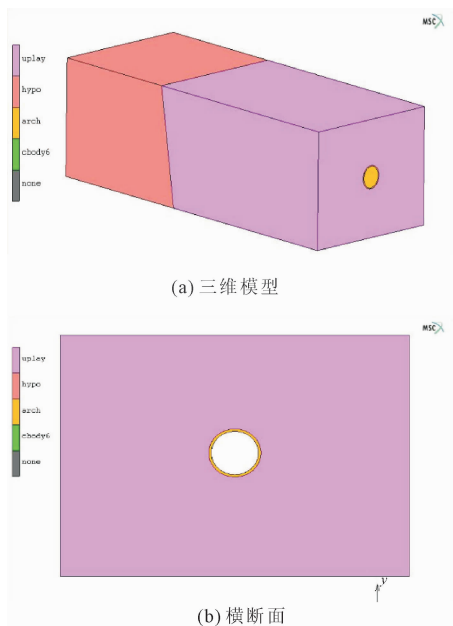 MSC
uplay
hypo
arch
cbody6
none
(a) 三维模型
MSC
uplay
hypo
arch
cbody6
none
y
(b) 横断面